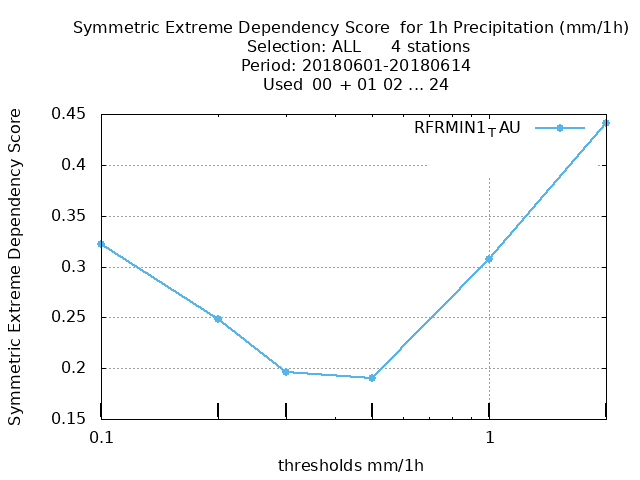 Symmetric Extreme Dependency Score  for 1h Precipitation (mm/1h)
Selection: ALL      4 stations
Period: 20180601-20180614
Used  00 + 01 02 ... 24
Symmetric Extreme Dependency Score
RFRMIN1_TAU
0.45
0.4
0.35
0.3
0.25
0.2
0.15
0.1
1
thresholds mm/1h